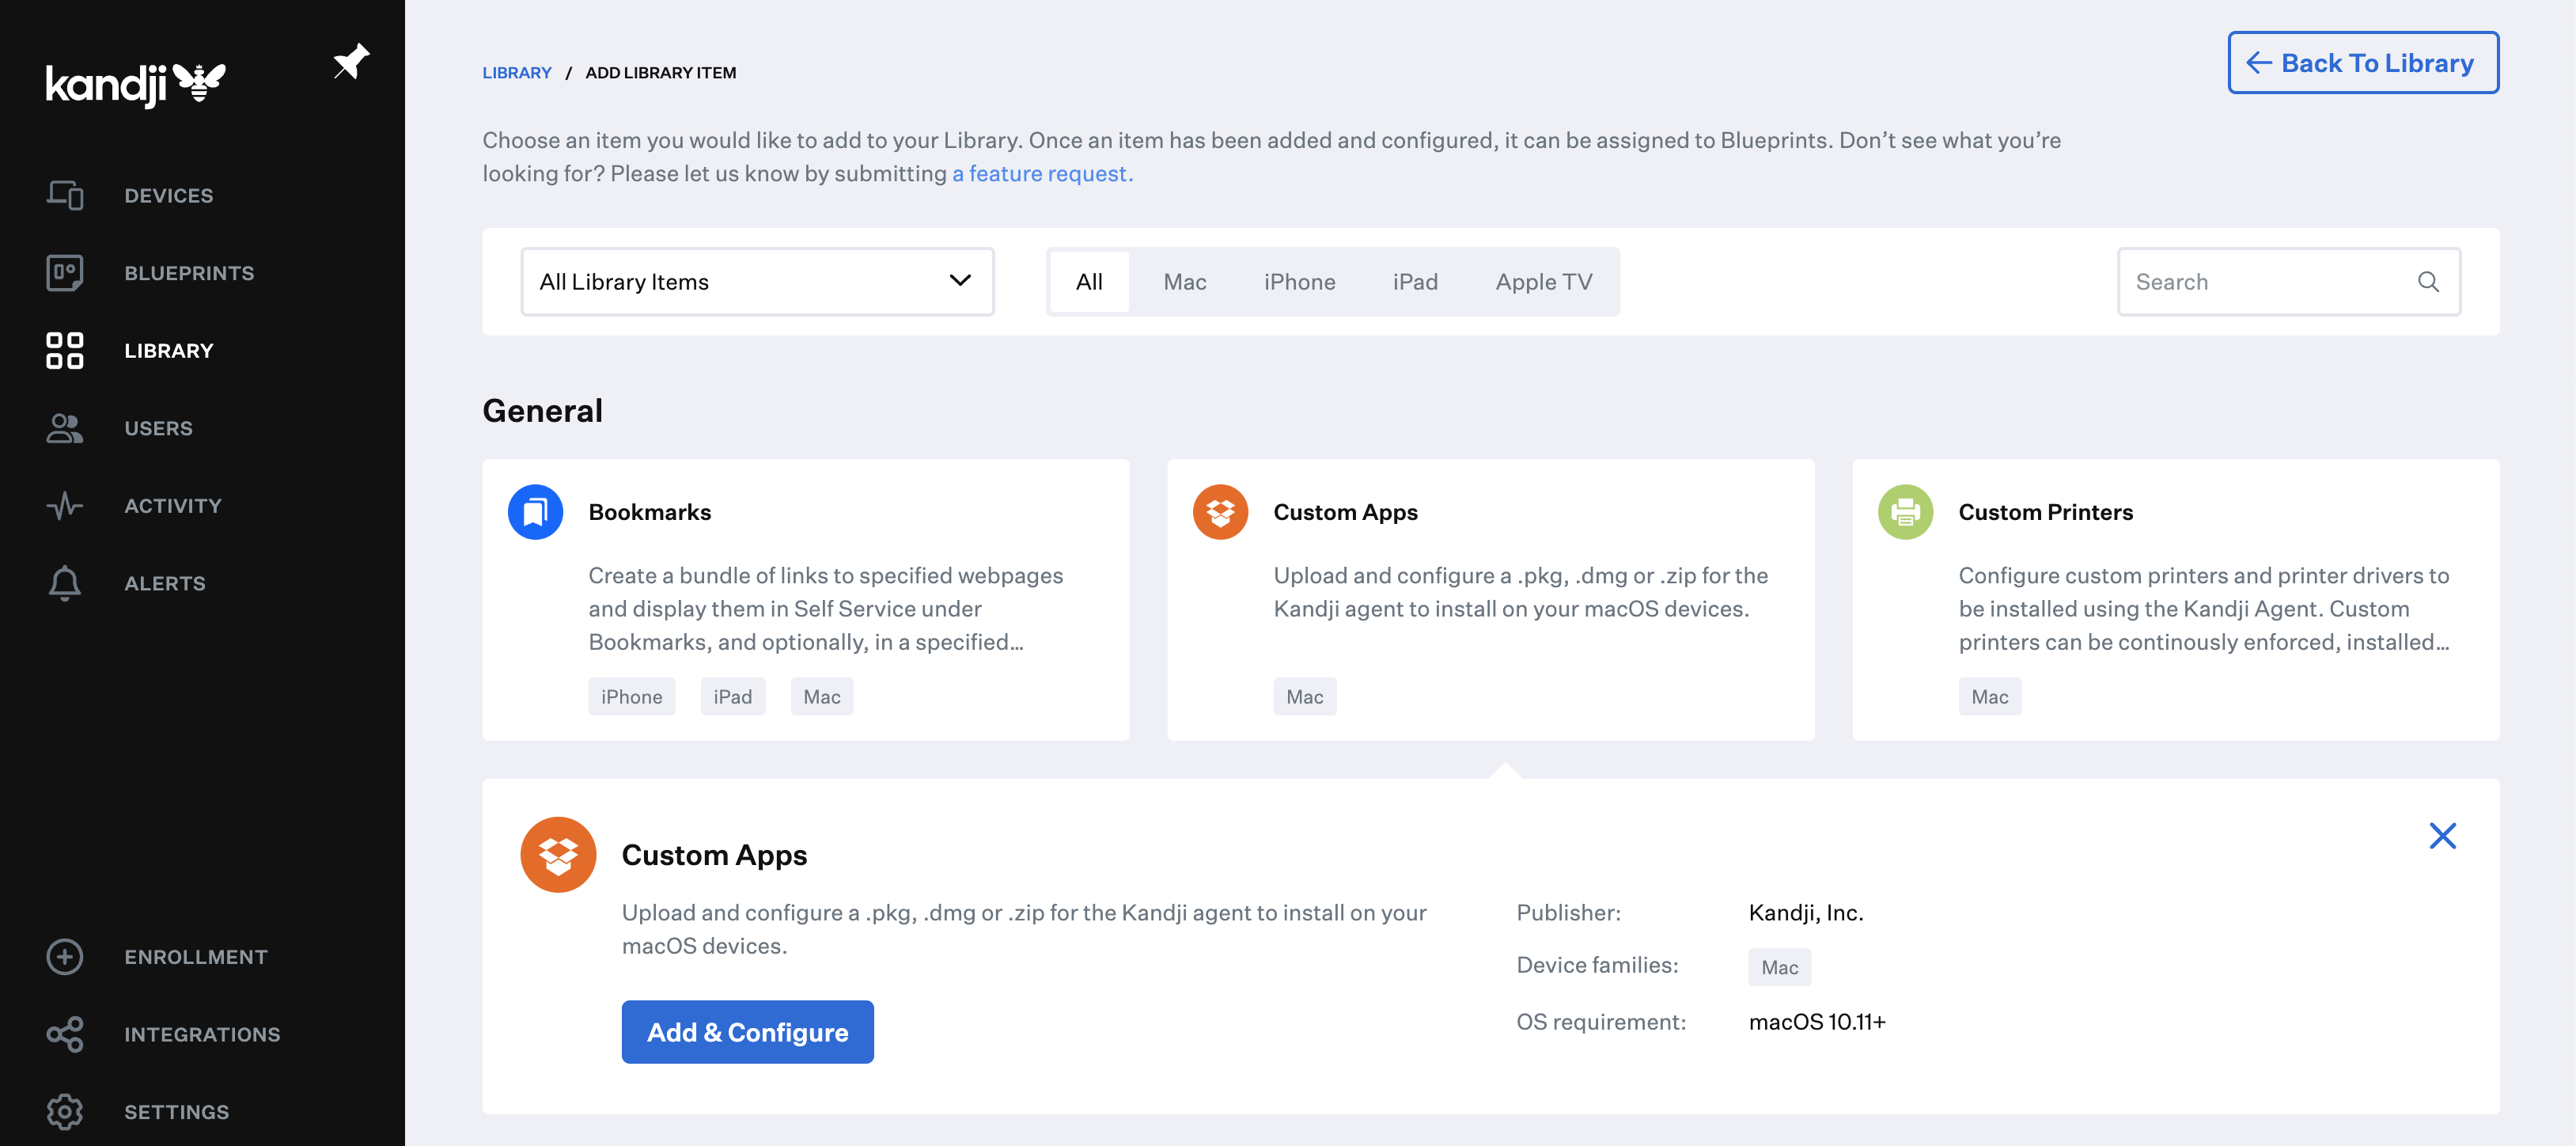 kandji
DEVICES
BLUEPRINTS
LIBRARY
USERS
ACTIVITY
ALERTS
ENROLLMENT
INTEGRATIONS
SETTINGS
LIBRARY / ADD LIBRARY ITEM
Back To Library
Choose an item you would like to add to your Library. Once an item has been added and configured, it can be assigned to Blueprints. Don’t see what you’re
looking for? Please let us know by submitting a feature request.
All Library Items
All Mac iPhone iPad Apple TV
Search
General
Bookmarks
Create a bundle of links to specified webpages
and display them in Self Service under
Bookmarks, and optionally, in a specified...
iPhone iPad Mac
Custom Apps
Upload and configure a .pkg, .dmg or .zip for the
Kandji agent to install on your macOS devices.
Mac
Custom Printers
Configure custom printers and printer drivers to
be installed using the Kandji Agent. Custom
printers can be continously enforced, installed...
Mac
Custom Apps
Upload and configure a .pkg, .dmg or .zip for the Kandji agent to install on your
macOS devices.
Add & Configure
Publisher: Kandji, Inc.
Device families: Mac
OS requirement: macOS 10.11+